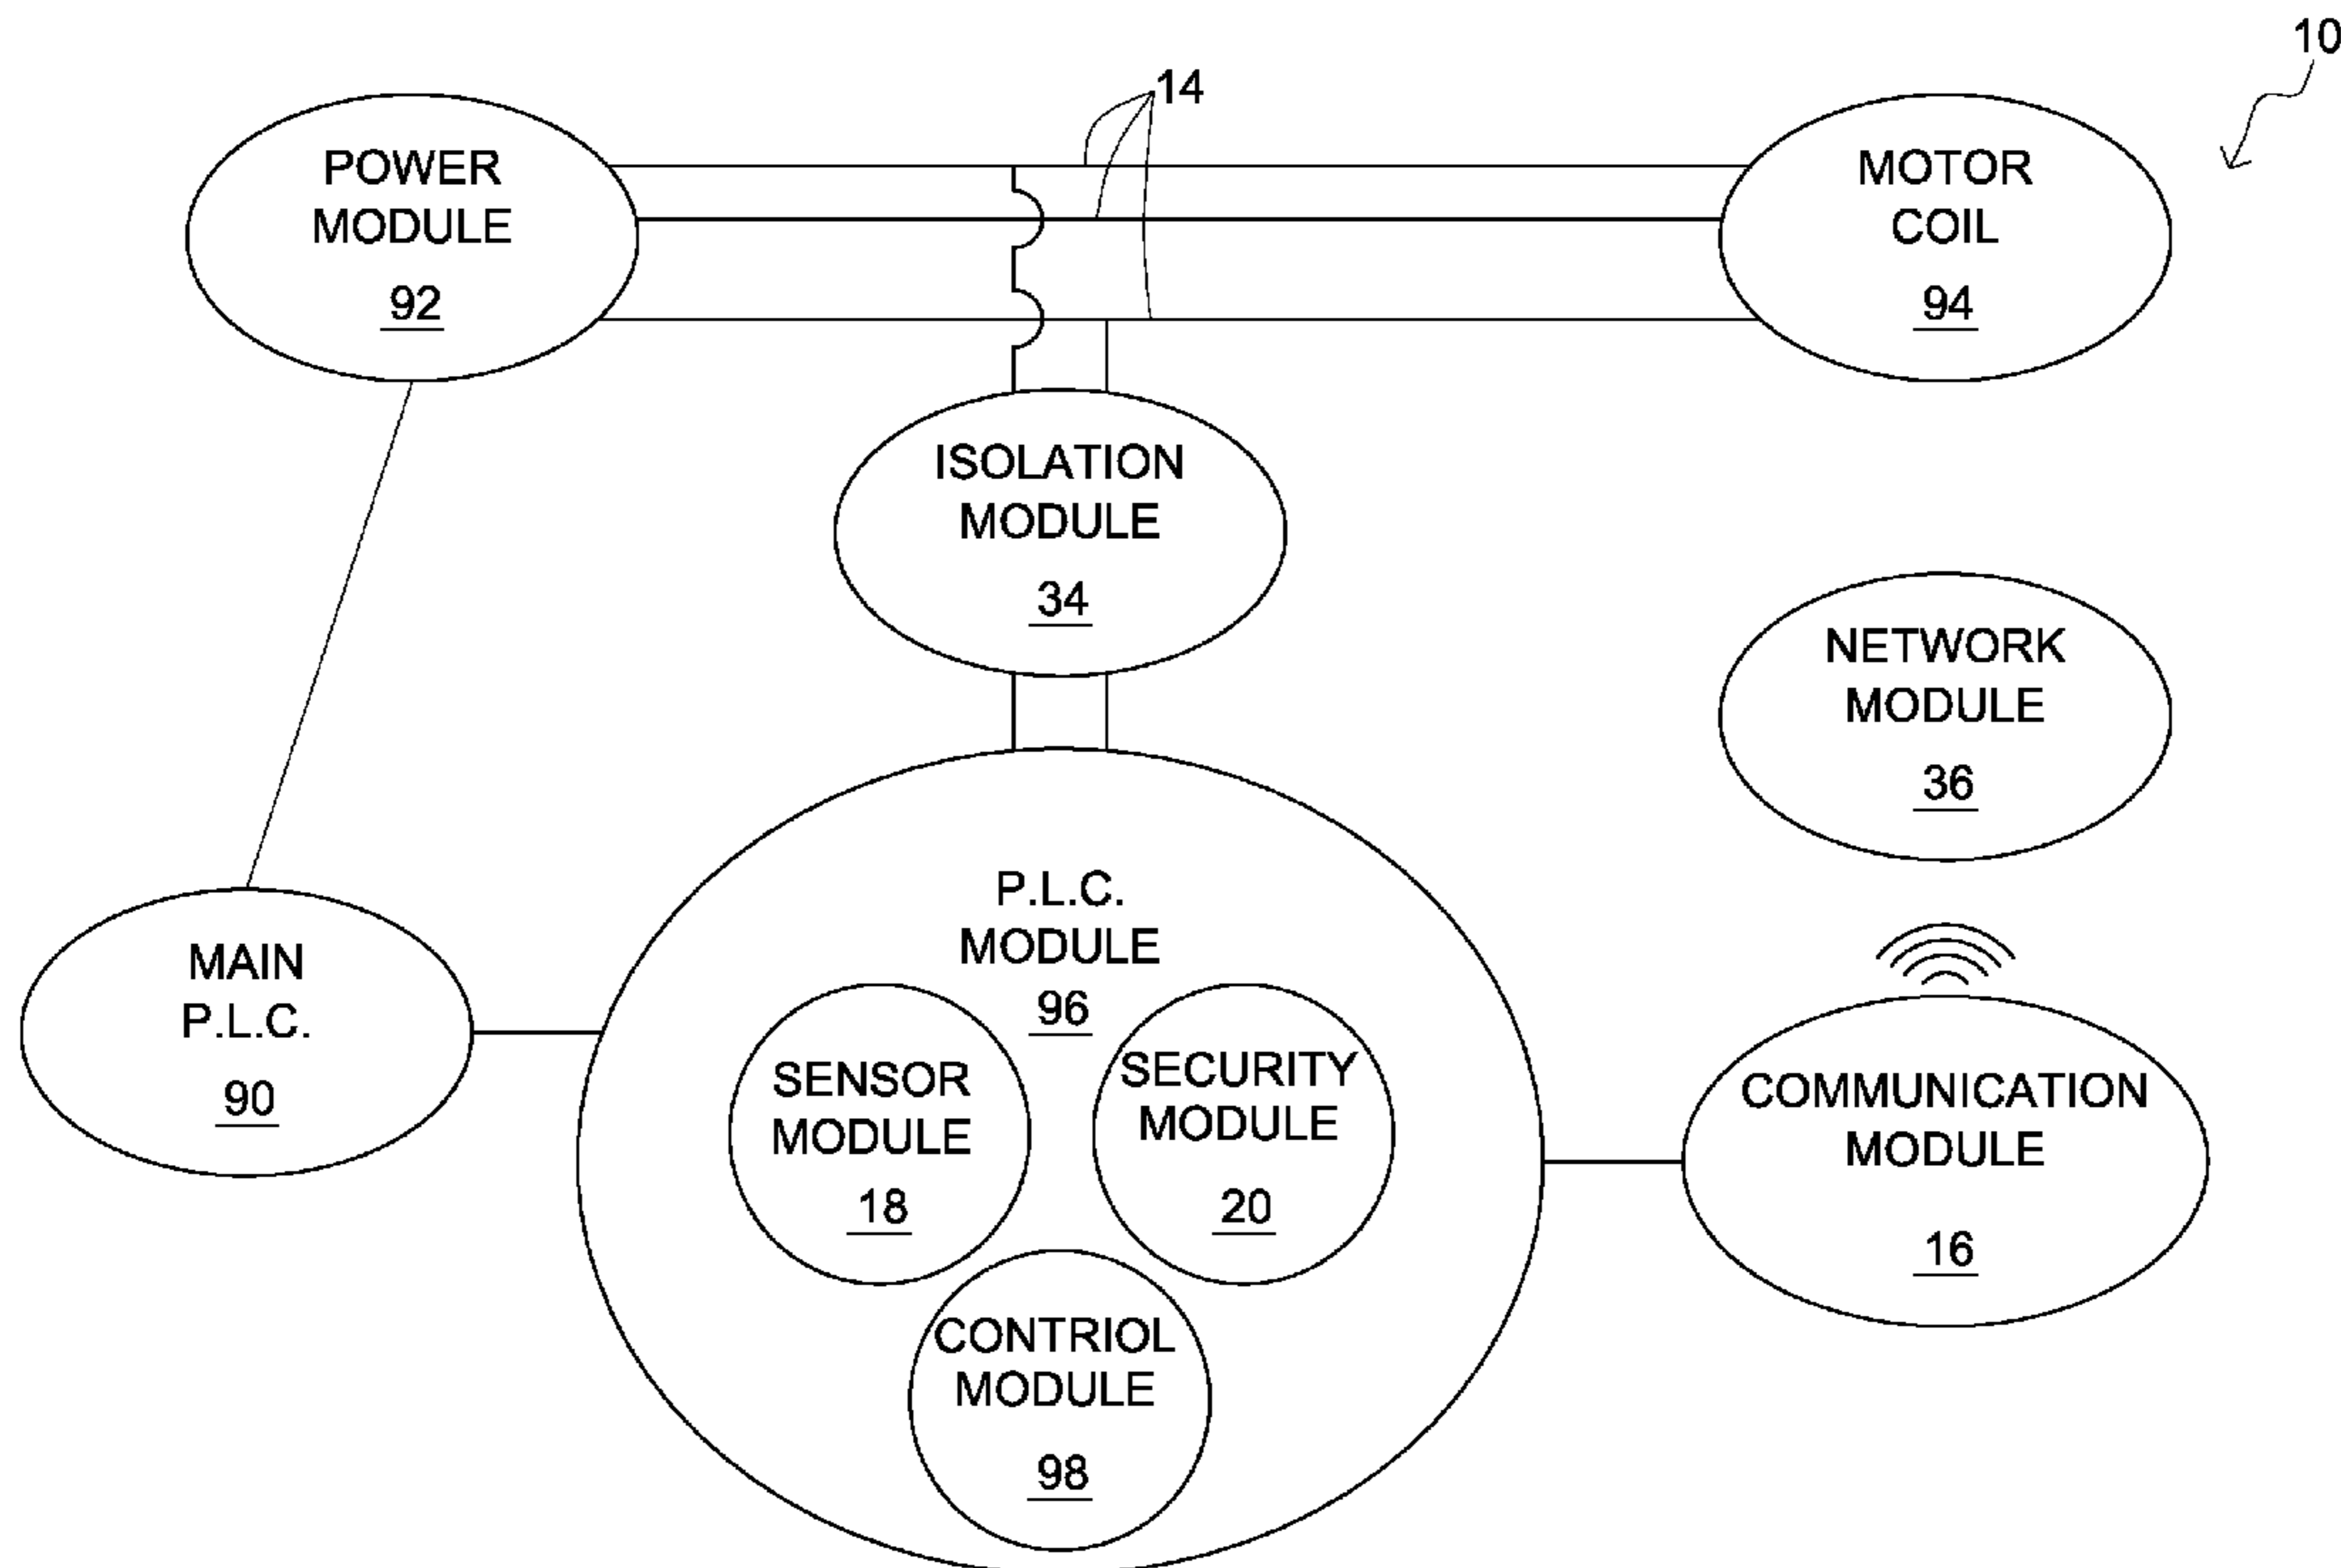 10
14
POWER
MODULE
92
MOTOR
COIL
94
ISOLATION
MODULE
34
NETWORK
MODULE
36
MAIN
P.L.C.
90
P.L.C.
MODULE
96
SENSOR
MODULE
18
SECURITY
MODULE
20
CONTRIOL
MODULE
98
COMMUNICATION
MODULE
16